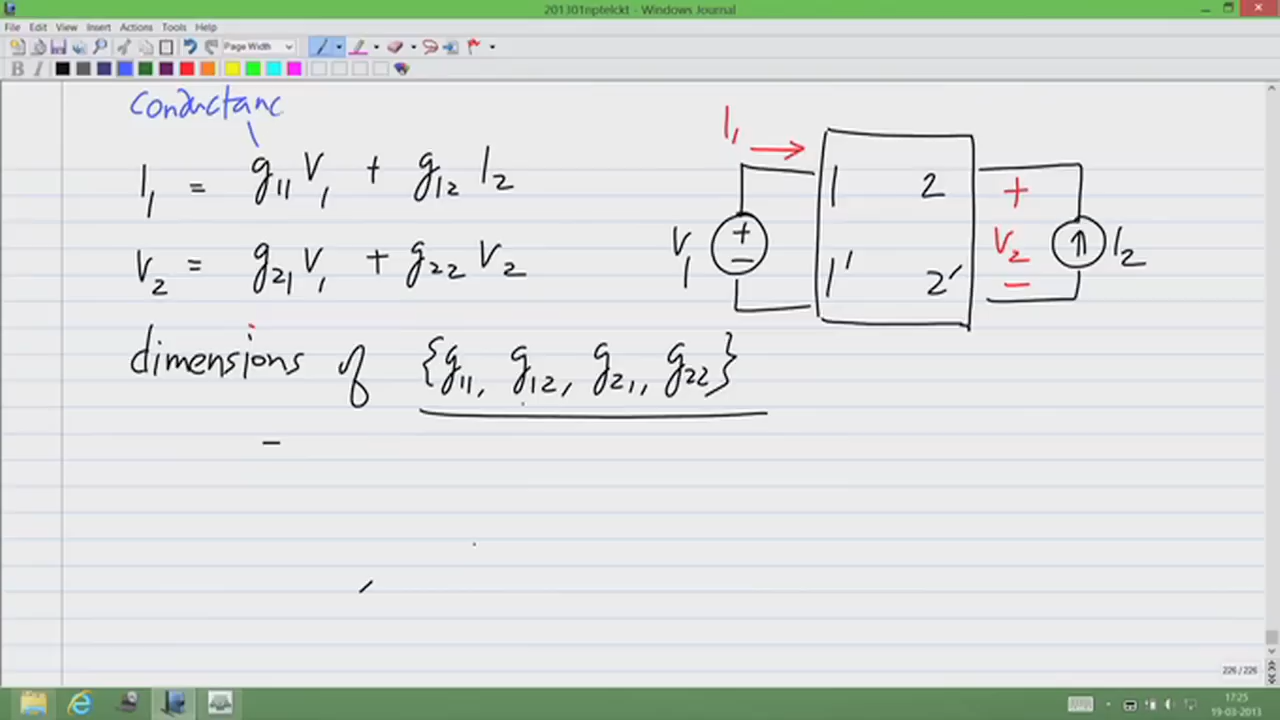 201301nptelckt - Windows Journal
File Edit View Insert Actions Tools Help
Page Width
B I
Conductanc
I1 = g11 V1 + g12 I2
V2 = g21 V1 + g22 V2
dimensions of {g11, g12, g21, g22}
I1
V1 + − 1 2 + I2
1' 2' V2 −
226 / 226
17:25
19-03-2013